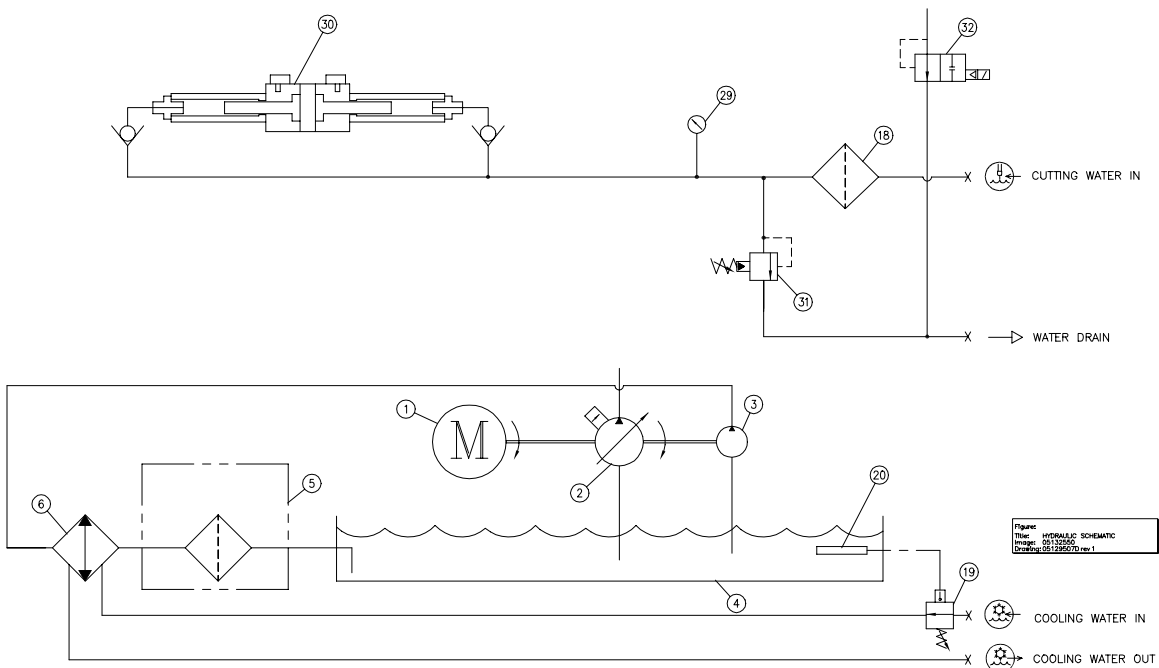 30
32
29
18
CUTTING WATER IN
31
WATER DRAIN
1
M
3
2
5
20
6
Figure:
Title: HYDRAULIC SCHEMATIC
Image: 05132550
Drawing: 05129507D rev 1
19
4
COOLING WATER IN
COOLING WATER OUT